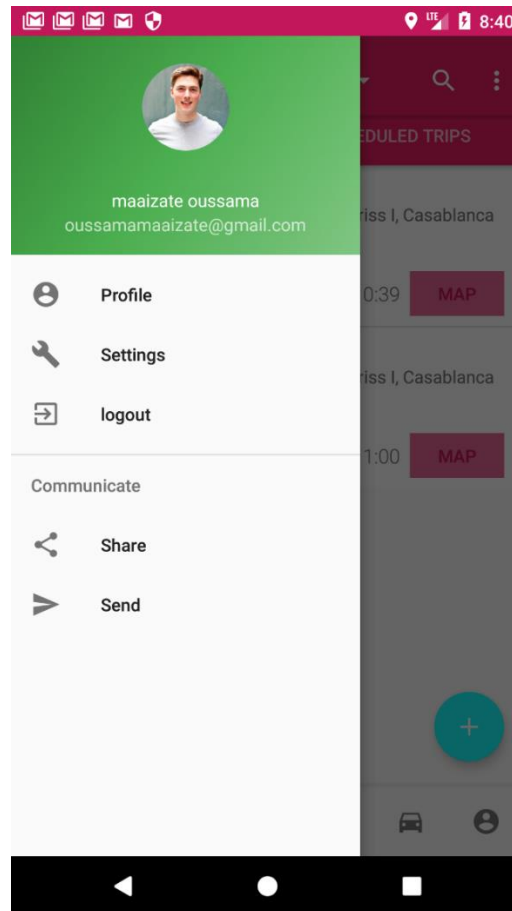 LTE 8:40
maaizate oussama
oussamamaaizate@gmail.com
Profile
Settings
logout
Communicate
Share
Send
EDULED TRIPS
riss I, Casablanca
0:39 MAP
riss I, Casablanca
1:00 MAP